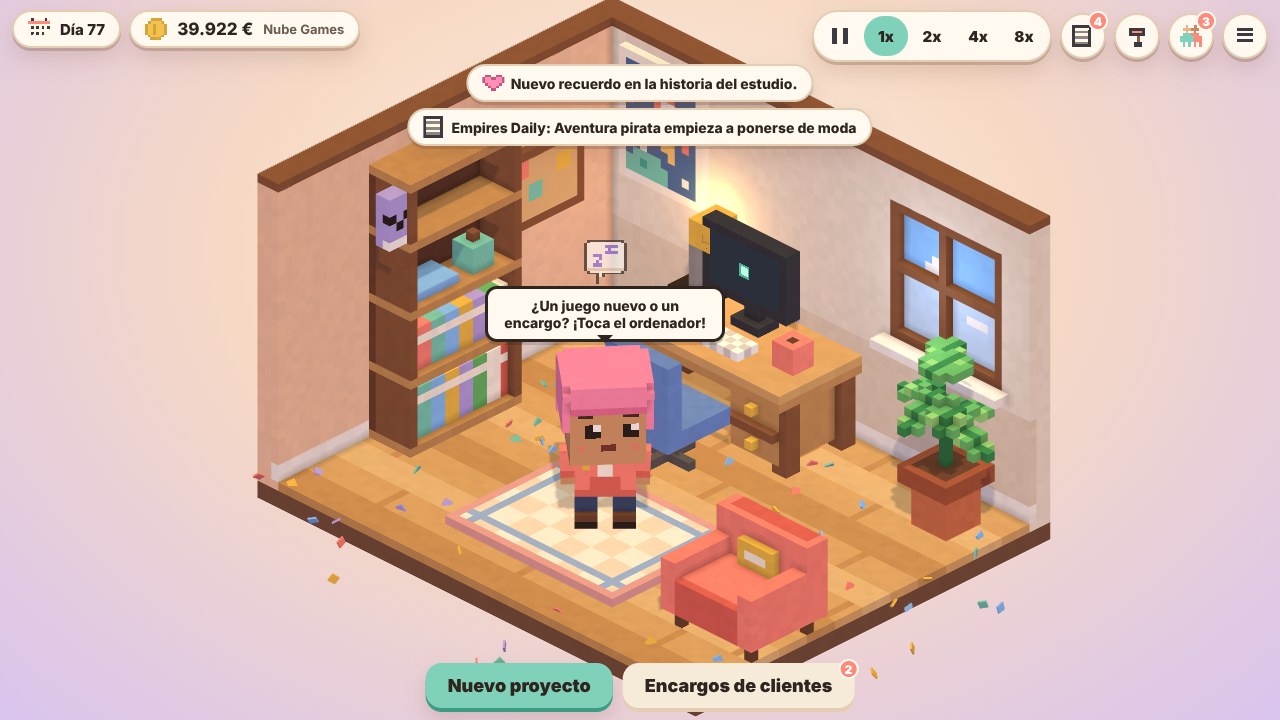 Día 77
39.922 € Nube Games
1x 2x 4x 8x
4
3
Nuevo recuerdo en la historia del estudio.
Empires Daily: Aventura pirata empieza a ponerse de moda
¿Un juego nuevo o un
encargo? ¡Toca el ordenador!
Nuevo proyecto
Encargos de clientes
2